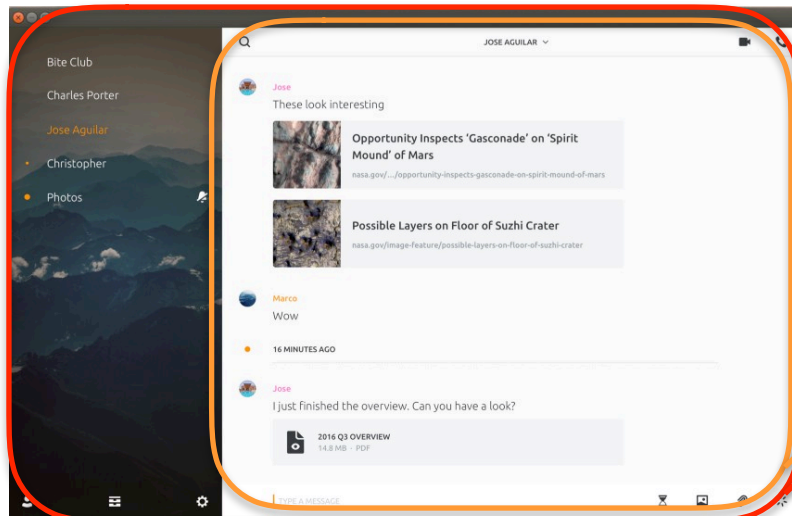 Bite Club
Charles Porter
Jose Aguilar
Christopher
Photos
JOSE AGUILAR
Jose
These look interesting
Opportunity Inspects ‘Gasconade’ on ‘Spirit
Mound’ of Mars
nasa.gov/.../opportunity-inspects-gasconade-on-spirit-mound-of-mars
Possible Layers on Floor of Suzhi Crater
nasa.gov/image-feature/possible-layers-on-floor-of-suzhi-crater
Marco
Wow
16 MINUTES AGO
Jose
I just finished the overview. Can you have a look?
2016 Q3 OVERVIEW
14.8 MB - PDF
TYPE A MESSAGE